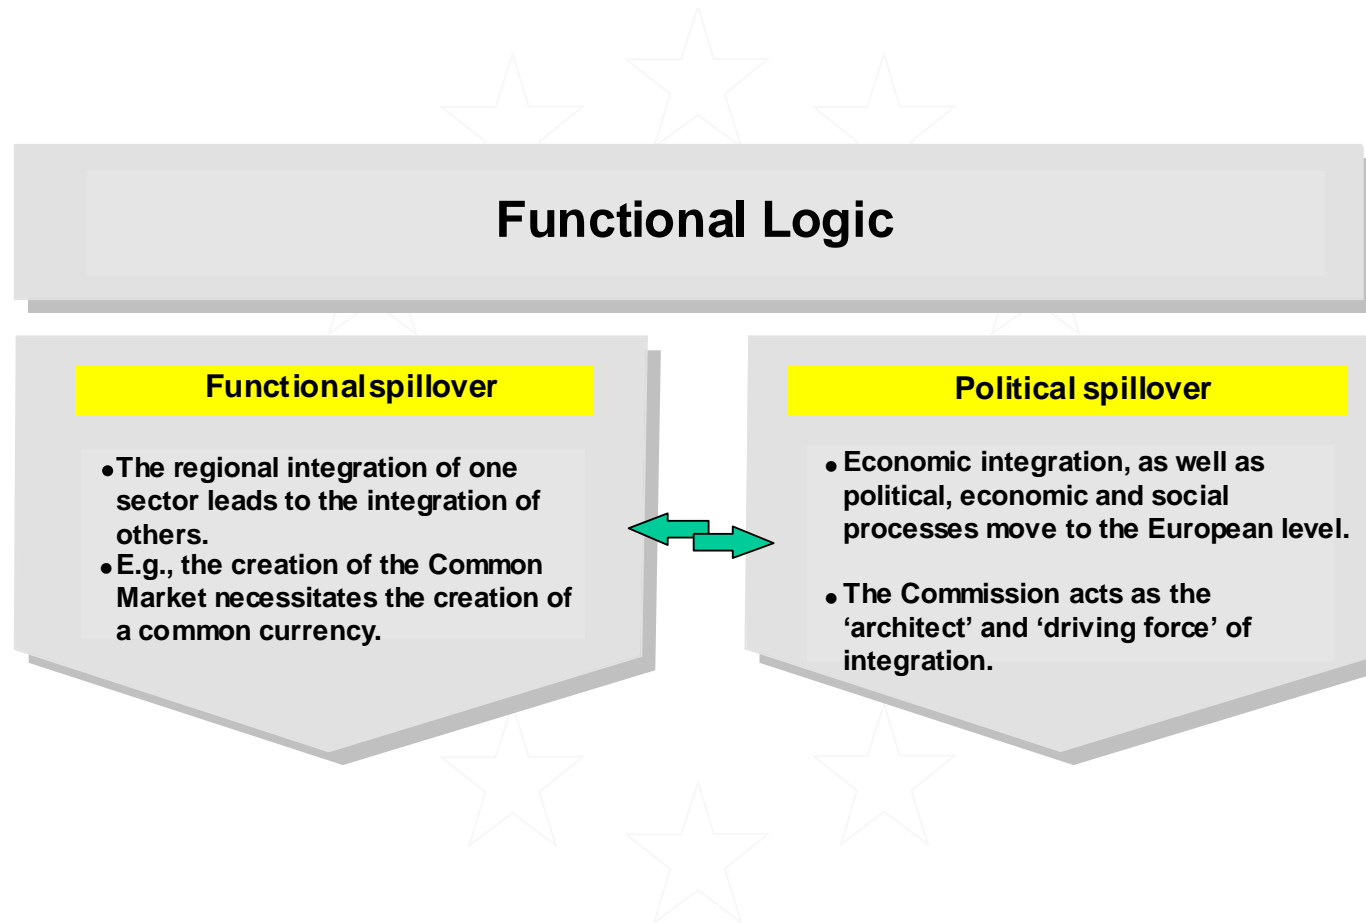 Functional Logic
Functional spillover
● The regional integration of one
sector leads to the integration of
others.
● E.g., the creation of the Common
Market necessitates the creation of
a common currency.
Political spillover
● Economic integration, as well as
political, economic and social
processes move to the European level.
● The Commission acts as the
‘architect’ and ‘driving force’ of
integration.